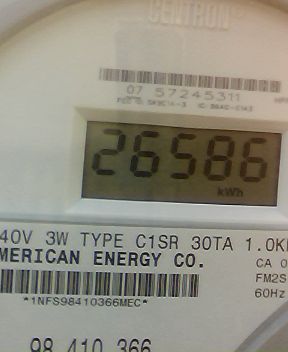 CENTRON
07 57245311
26586
kWh
40V 3W TYPE C1SR 30TA 1.0K
MERICAN ENERGY CO.
CA 0
FM2S
60Hz
*1NFS98410366MEC*
98 410 366